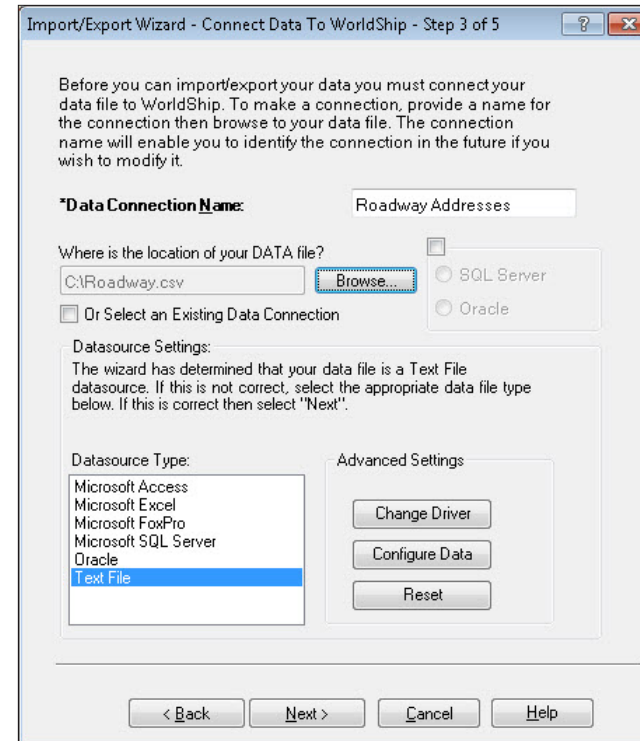 Import/Export Wizard - Connect Data To WorldShip - Step 3 of 5
Before you can import/export your data you must connect your
data file to WorldShip. To make a connection, provide a name for
the connection then browse to your data file. The connection
name will enable you to identify the connection in the future if you
wish to modify it.
*Data Connection Name:
Roadway Addresses
Where is the location of your DATA file?
C:\Roadway.csv
Browse...
SQL Server
Oracle
Or Select an Existing Data Connection
Datasource Settings:
The wizard has determined that your data file is a Text File
datasource. If this is not correct, select the appropriate data file type
below. If this is correct then select "Next".
Datasource Type:
Microsoft Access
Microsoft Excel
Microsoft FoxPro
Microsoft SQL Server
Oracle
Text File
Advanced Settings
Change Driver
Configure Data
Reset
< Back
Next >
Cancel
Help